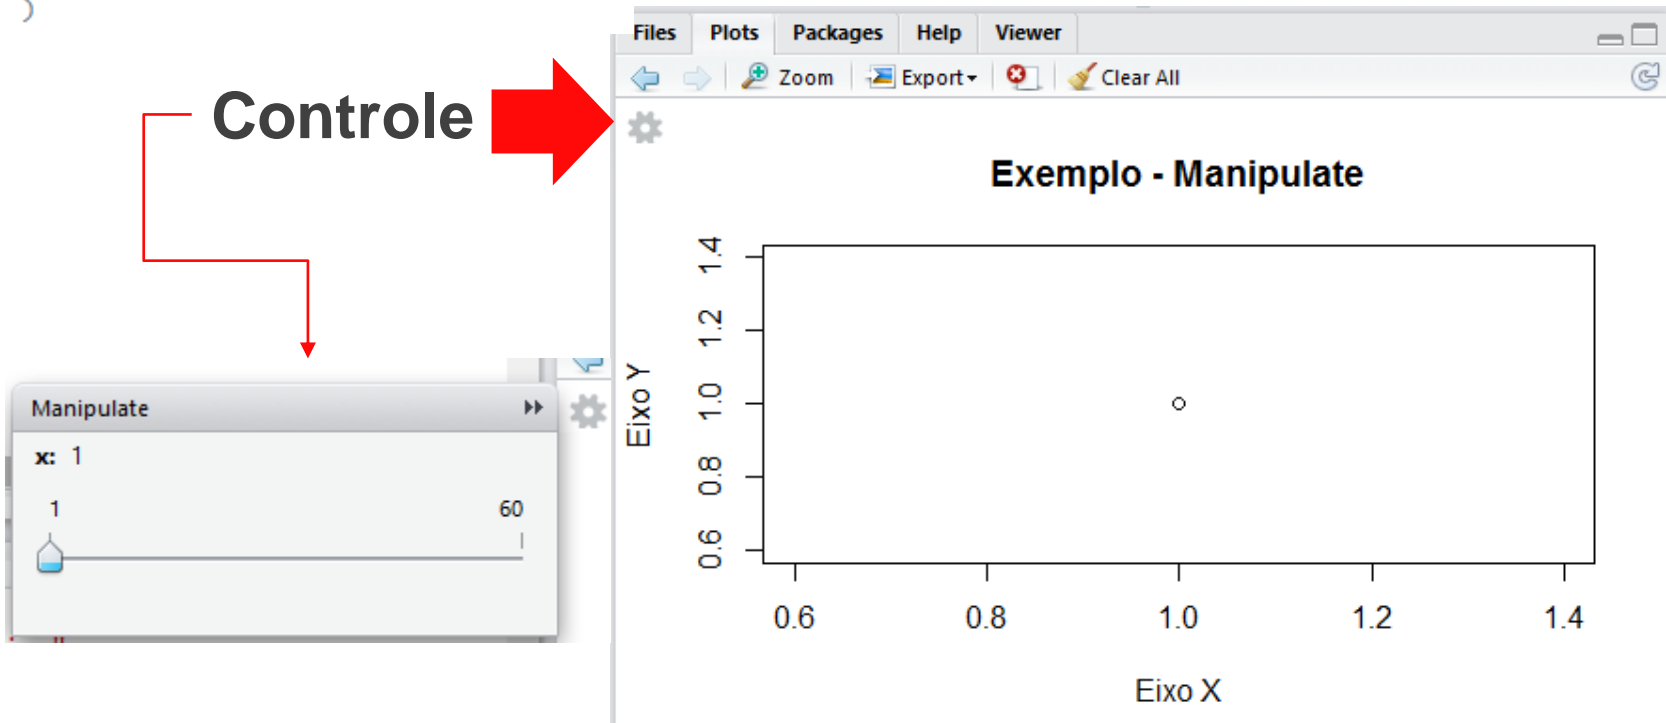 )
Files Plots Packages Help Viewer
Zoom Export Clear All
Controle
Exemplo - Manipulate
1.4
1.2
1.0
0.8
0.6
Eixo Y
0.6 0.8 1.0 1.2 1.4
Eixo X
Manipulate
x: 1
1 60